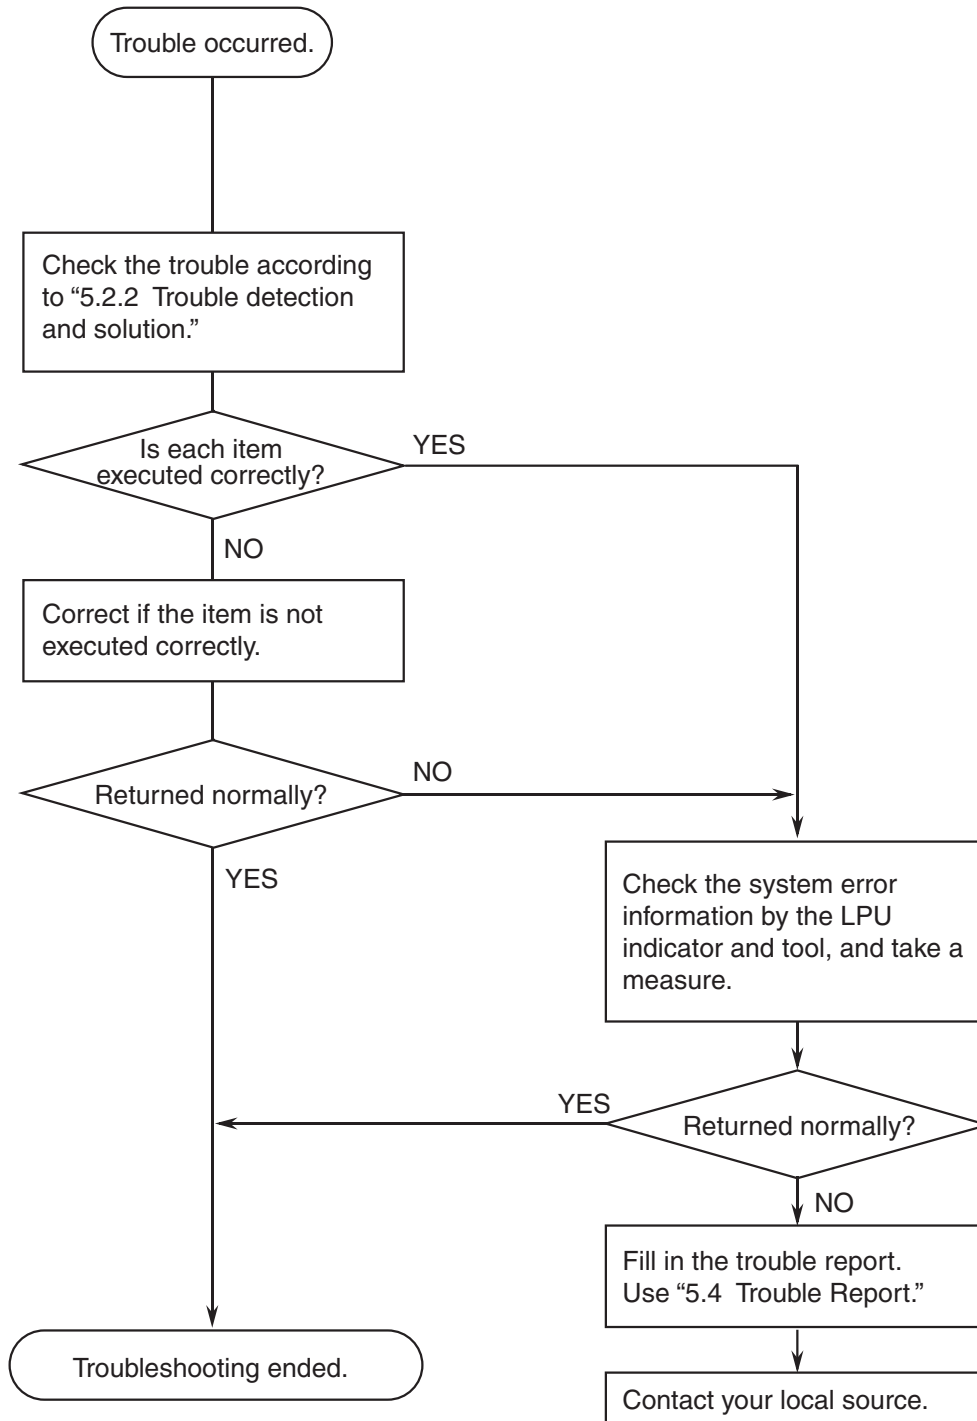 Trouble occurred.
Check the trouble according
to “5.2.2  Trouble detection
and solution.”
Is each item
executed correctly?
YES
NO
Correct if the item is not
executed correctly.
Returned normally?
NO
YES
Check the system error
information by the LPU
indicator and tool, and take a
measure.
Returned normally?
YES
NO
Fill in the trouble report.
Use “5.4  Trouble Report.”
Troubleshooting ended.
Contact your local source.